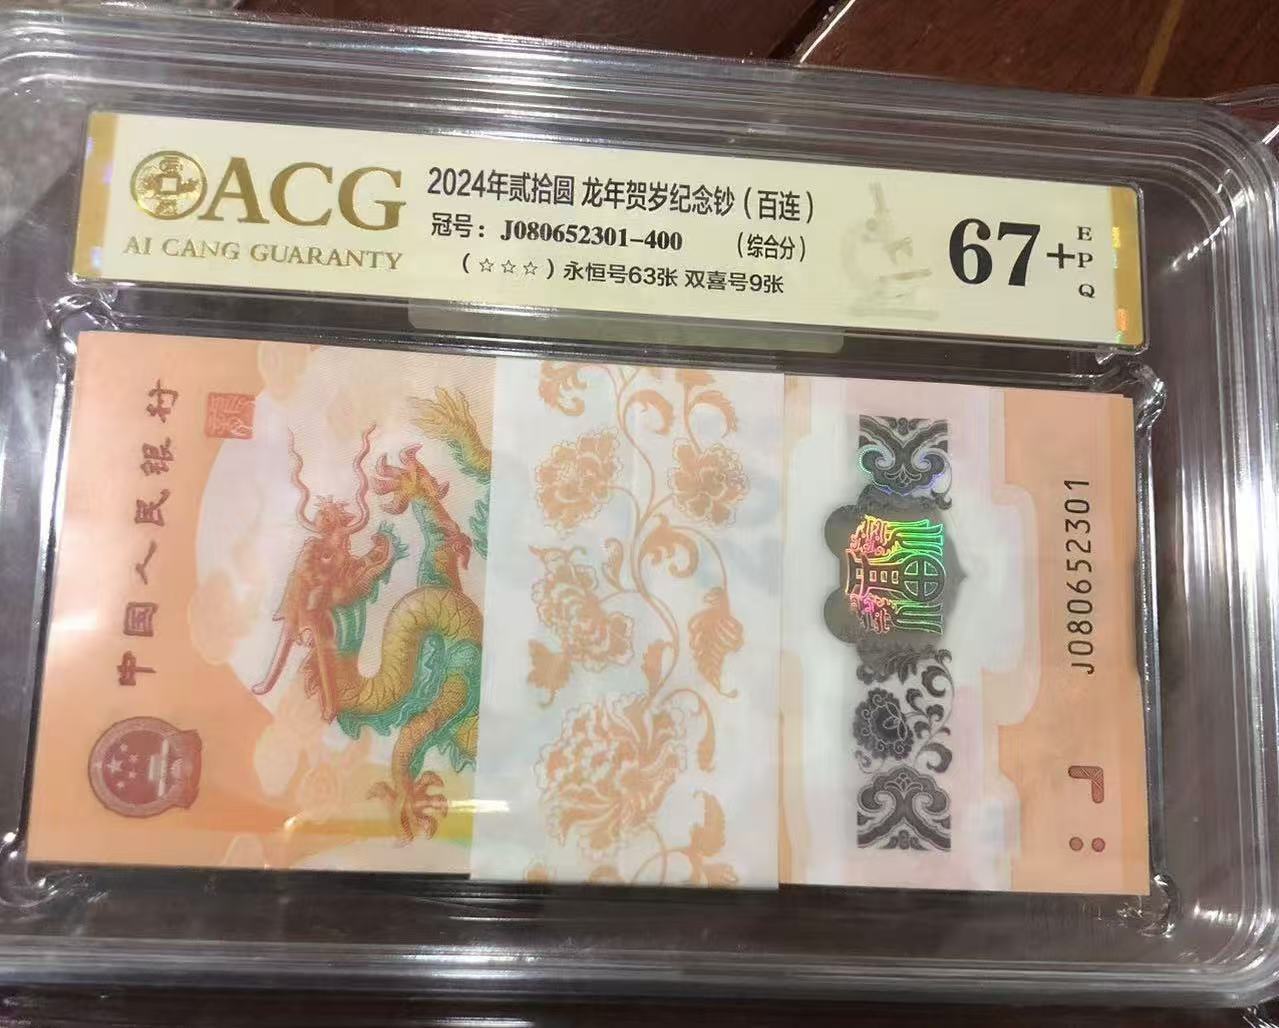 ACG
AI CANG GUARANTY
2024年贰拾圆 龙年贺岁纪念钞（百连）
冠号：J080652301-400 （综合分）
（☆☆☆）永恒号63张 双喜号9张
67+EPQ
中国人民银行
J080652301